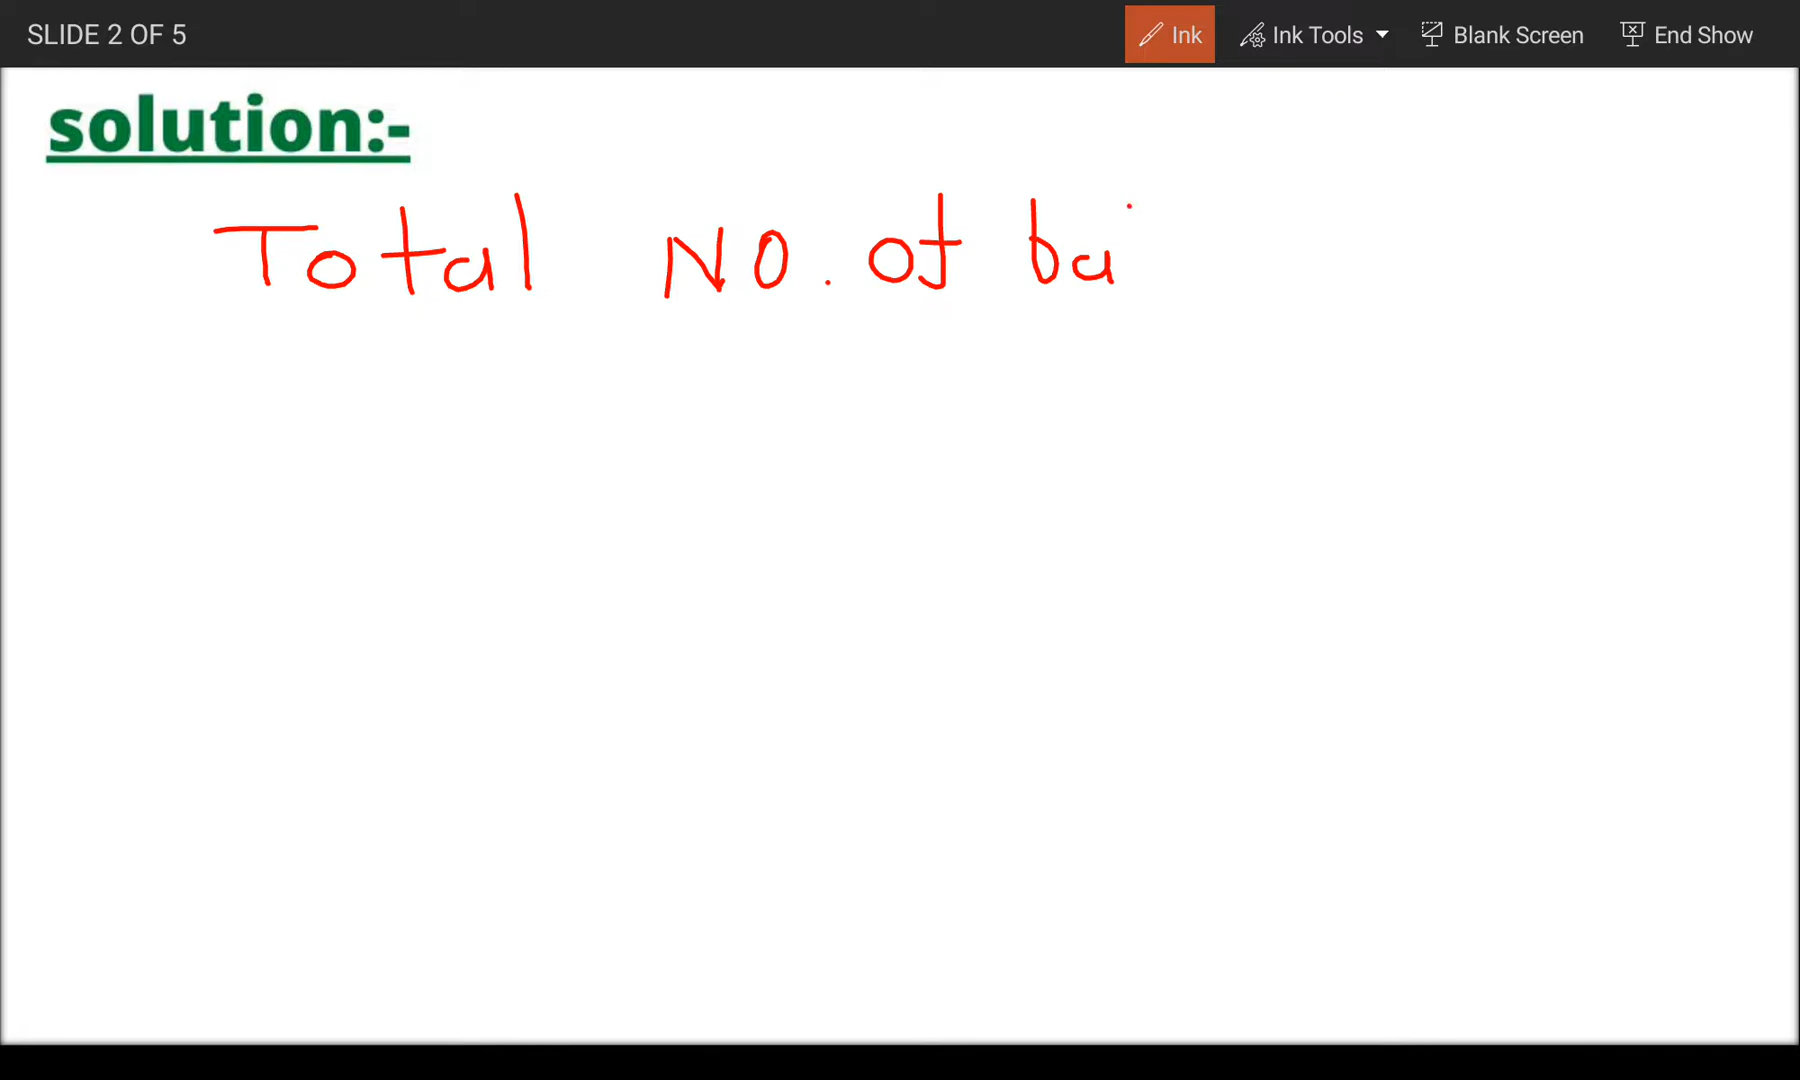 SLIDE 2 OF 5
Ink
Ink Tools
Blank Screen
End Show
solution:-
Total NO. of ba